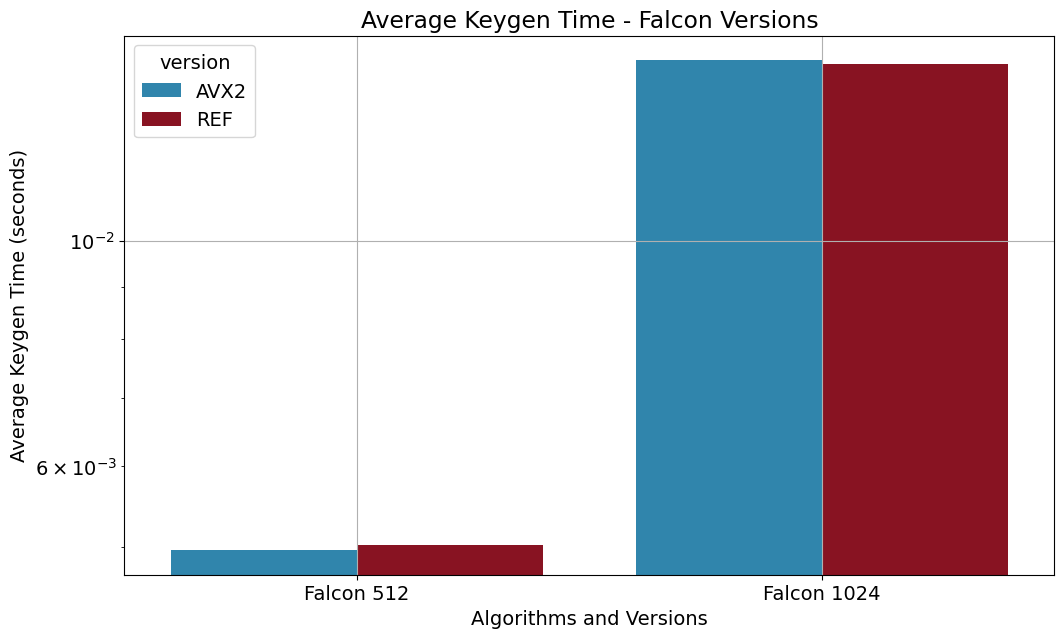 Average Keygen Time - Falcon Versions
version
AVX2
REF
Average Keygen Time (seconds)
10⁻²
6 × 10⁻³
Falcon 512
Falcon 1024
Algorithms and Versions